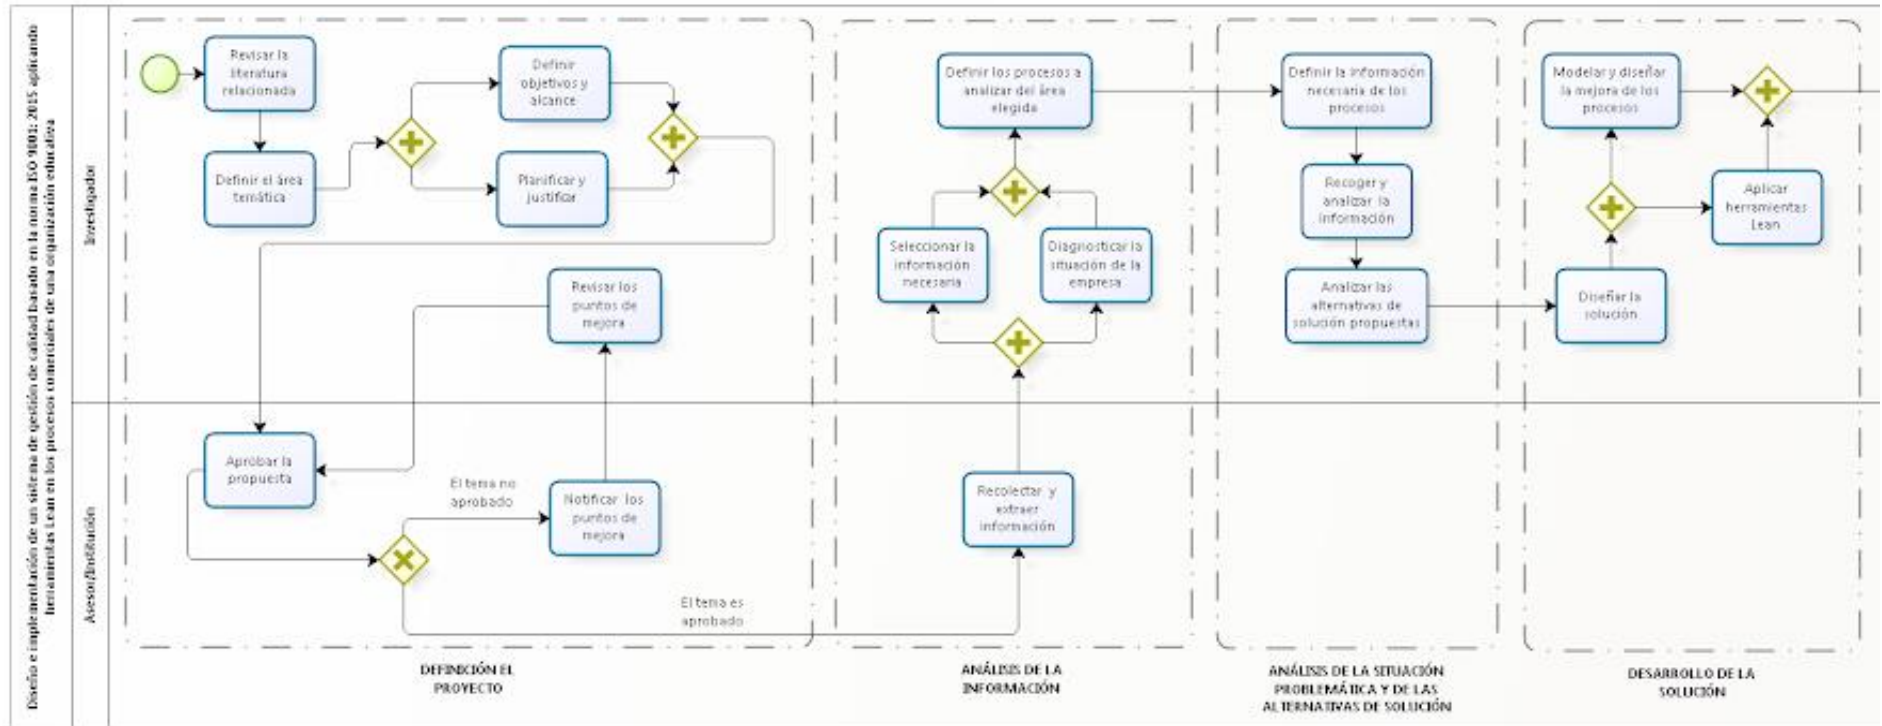 Diseño e implementación de un sistema de gestión de calidad basado en la norma ISO 9001: 2015 aplicando
herramientas Lean en los procesos comerciales de una organización educativa
Investigador
Revisar la
literatura
relacionada
Definir el área
temática
Definir
objetivos y
alcance
Planificar y
justificar
Revisar los
puntos de
mejora
Definir los procesos a
analizar del área
elegida
Seleccionar la
información
necesaria
Diagnosticar la
situación de la
empresa
Definir la información
necesaria de los
procesos
Recoger y
analizar la
información
Analizar las
alternativas de
solución propuestas
Modelar y diseñar
la mejora de los
procesos
Aplicar
herramientas
Lean
Diseñar la
solución
Asesor/Institución
Aprobar la
propuesta
El tema no
aprobado
Notificar los
puntos de
mejora
El tema es
aprobado
Recolectar y
extraer
información
DEFINICIÓN EL
PROYECTO
ANÁLISIS DE LA
INFORMACIÓN
ANÁLISIS DE LA SITUACIÓN
PROBLEMÁTICA Y DE LAS
ALTERNATIVAS DE SOLUCIÓN
DESARROLLO DE LA
SOLUCIÓN